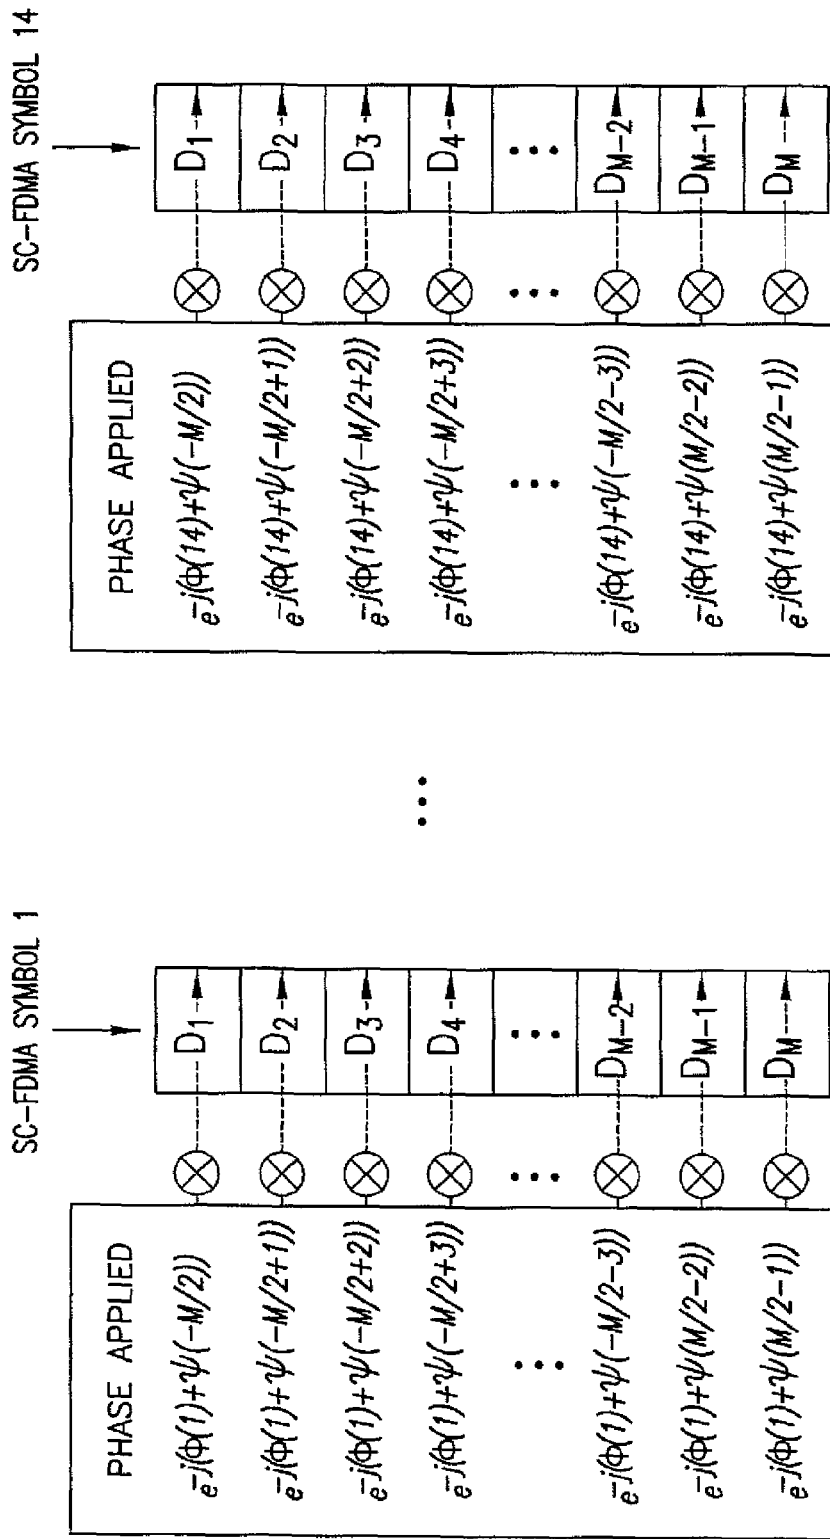 SC-FDMA SYMBOL 1
PHASE APPLIED
e^-j(Φ(1)+ψ(-M/2))
D1
e^-j(Φ(1)+ψ(-M/2+1))
D2
e^-j(Φ(1)+ψ(-M/2+2))
D3
e^-j(Φ(1)+ψ(-M/2+3))
D4
e^-j(Φ(1)+ψ(-M/2-3))
DM-2
e^-j(Φ(1)+ψ(M/2-2))
DM-1
e^-j(Φ(1)+ψ(M/2-1))
DM
SC-FDMA SYMBOL 14
PHASE APPLIED
e^-j(Φ(14)+ψ(-M/2))
D1
e^-j(Φ(14)+ψ(-M/2+1))
D2
e^-j(Φ(14)+ψ(-M/2+2))
D3
e^-j(Φ(14)+ψ(-M/2+3))
D4
e^-j(Φ(14)+ψ(-M/2-3))
DM-2
e^-j(Φ(14)+ψ(M/2-2))
DM-1
e^-j(Φ(14)+ψ(M/2-1))
DM